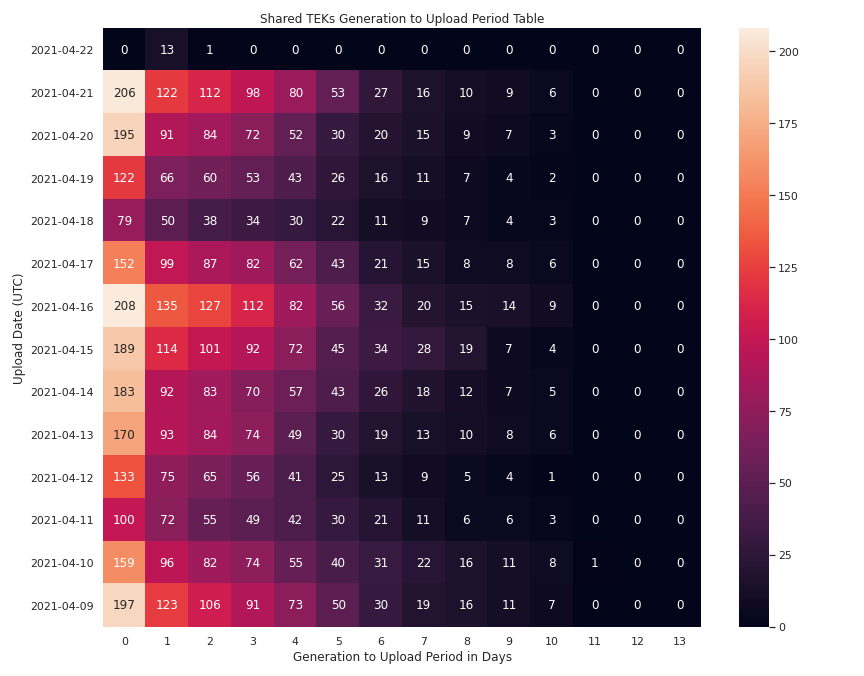 Shared TEKs Generation to Upload Period Table
2021-04-22 0 13 1 0 0 0 0 0 0 0 0 0 0 0
2021-04-21 206 122 112 98 80 53 27 16 10 9 6 0 0 0
2021-04-20 195 91 84 72 52 30 20 15 9 7 3 0 0 0
2021-04-19 122 66 60 53 43 26 16 11 7 4 2 0 0 0
2021-04-18 79 50 38 34 30 22 11 9 7 4 3 0 0 0
2021-04-17 152 99 87 82 62 43 21 15 8 8 6 0 0 0
2021-04-16 208 135 127 112 82 56 32 20 15 14 9 0 0 0
2021-04-15 189 114 101 92 72 45 34 28 19 7 4 0 0 0
2021-04-14 183 92 83 70 57 43 26 18 12 7 5 0 0 0
2021-04-13 170 93 84 74 49 30 19 13 10 8 6 0 0 0
2021-04-12 133 75 65 56 41 25 13 9 5 4 1 0 0 0
2021-04-11 100 72 55 49 42 30 21 11 6 6 3 0 0 0
2021-04-10 159 96 82 74 55 40 31 22 16 11 8 1 0 0
2021-04-09 197 123 106 91 73 50 30 19 16 11 7 0 0 0
0 1 2 3 4 5 6 7 8 9 10 11 12 13
Generation to Upload Period in Days
Upload Date (UTC)
200
175
150
125
100
75
50
25
0